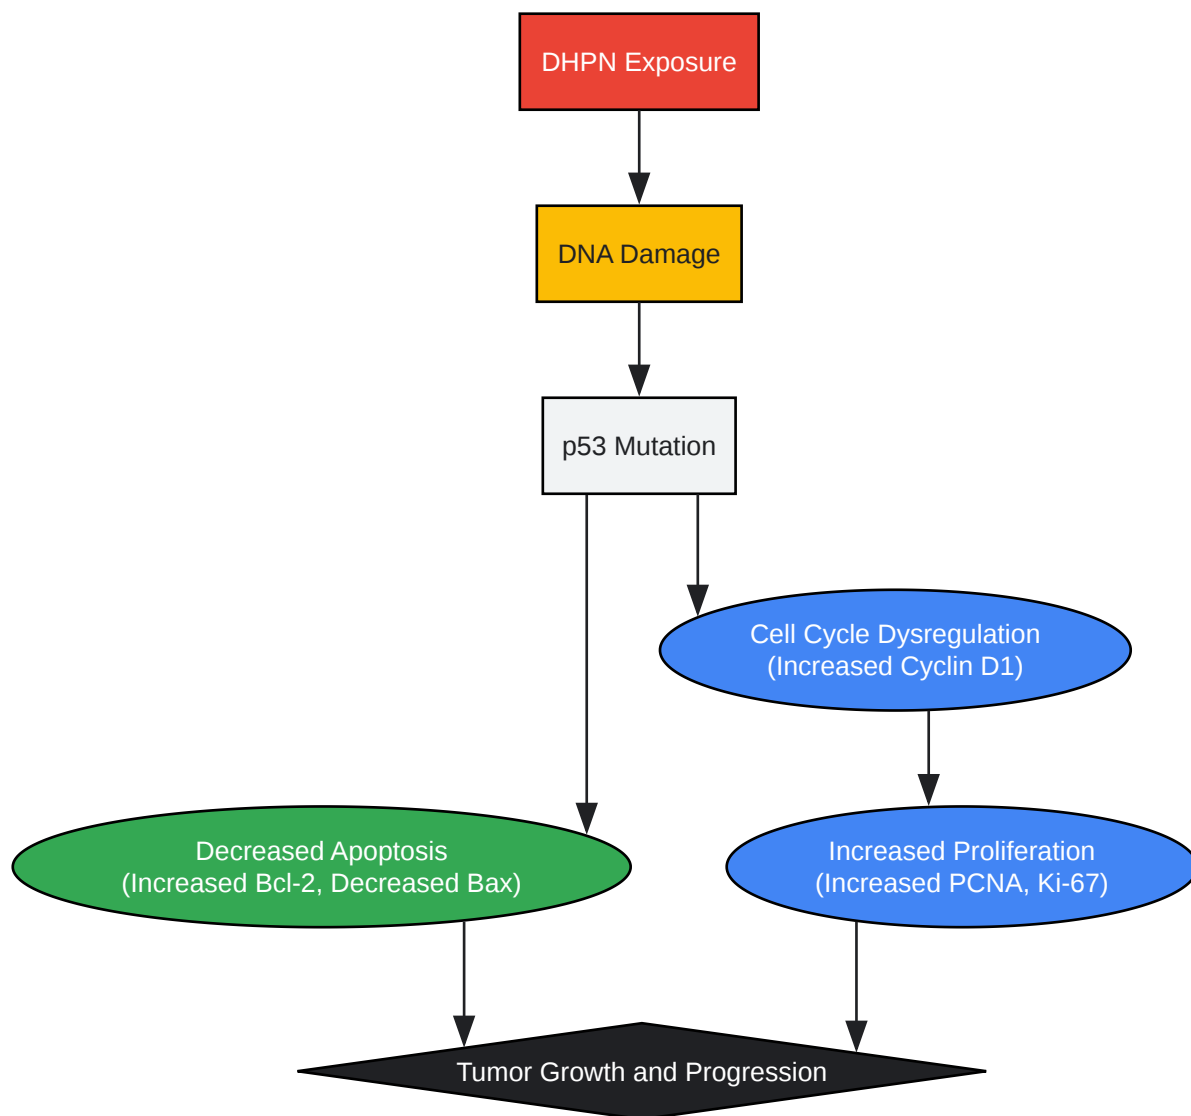 DHPN Exposure
DNA Damage
p53 Mutation
Cell Cycle Dysregulation
(Increased Cyclin D1)
Decreased Apoptosis
(Increased Bcl-2, Decreased Bax)
Increased Proliferation
(Increased PCNA, Ki-67)
Tumor Growth and Progression